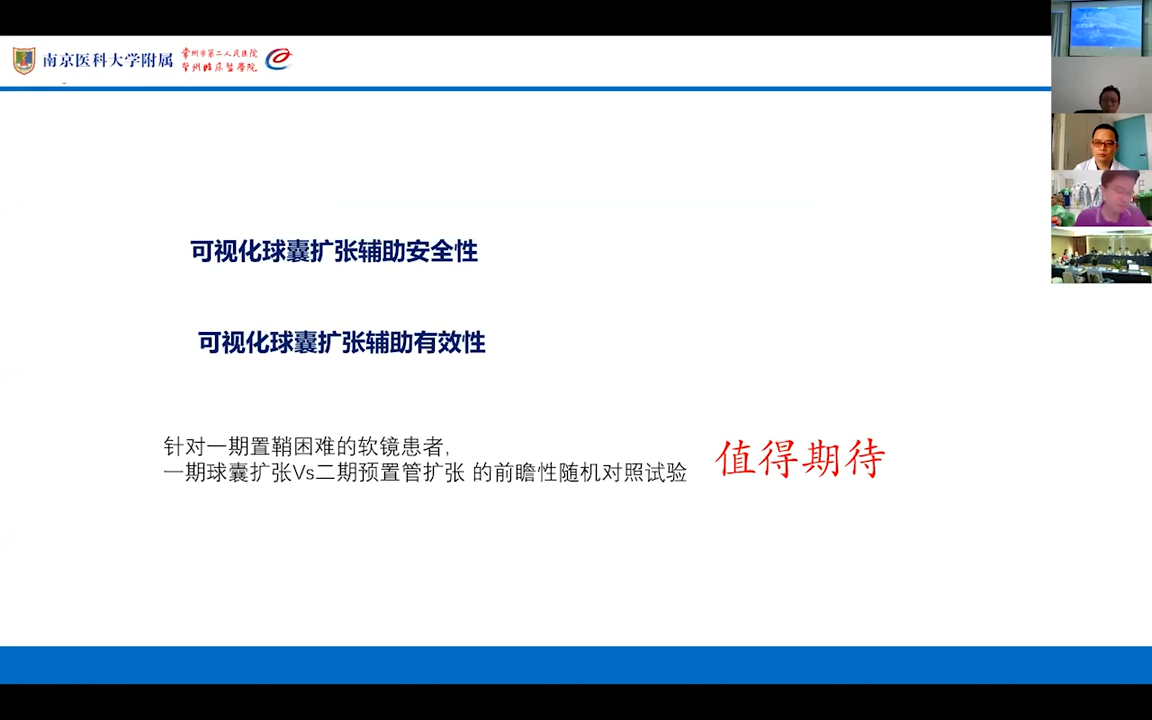 南京医科大学附属
常州市第二人民医院
常州临床医学院
可视化球囊扩张辅助安全性
可视化球囊扩张辅助有效性
针对一期置鞘困难的软镜患者,
一期球囊扩张Vs二期预置管扩张 的前瞻性随机对照试验
值得期待